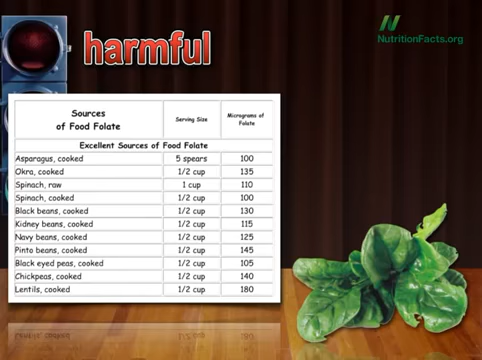 harmful
NutritionFacts.org
Sources of Food Folate Serving Size Micrograms of Folate
Excellent Sources of Food Folate
Asparagus, cooked 5 spears 100
Okra, cooked 1/2 cup 135
Spinach, raw 1 cup 110
Spinach, cooked 1/2 cup 100
Black beans, cooked 1/2 cup 130
Kidney beans, cooked 1/2 cup 115
Navy beans, cooked 1/2 cup 125
Pinto beans, cooked 1/2 cup 145
Black eyed peas, cooked 1/2 cup 105
Chickpeas, cooked 1/2 cup 140
Lentils, cooked 1/2 cup 180